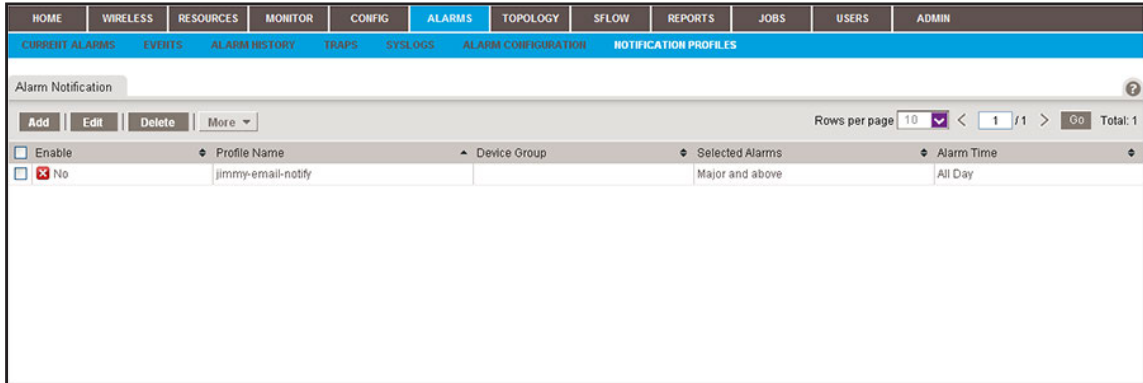 HOME WIRELESS RESOURCES MONITOR CONFIG ALARMS TOPOLOGY SFLOW REPORTS JOBS USERS ADMIN
CURRENT ALARMS EVENTS ALARM HISTORY TRAPS SYSLOGS ALARM CONFIGURATION NOTIFICATION PROFILES
Alarm Notification ?
Add Edit Delete More Rows per page 10 < 1 /1 > Go Total: 1
Enable Profile Name Device Group Selected Alarms Alarm Time
No jimmy-email-notify Major and above All Day